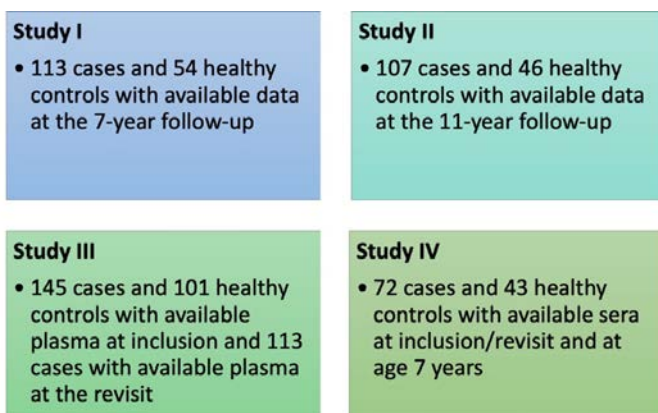 Study I
• 113 cases and 54 healthy
controls with available data
at the 7-year follow-up
Study II
• 107 cases and 46 healthy
controls with available data
at the 11-year follow-up
Study III
• 145 cases and 101 healthy
controls with available
plasma at inclusion and 113
cases with available plasma
at the revisit
Study IV
• 72 cases and 43 healthy
controls with available sera
at inclusion/revisit and at
age 7 years